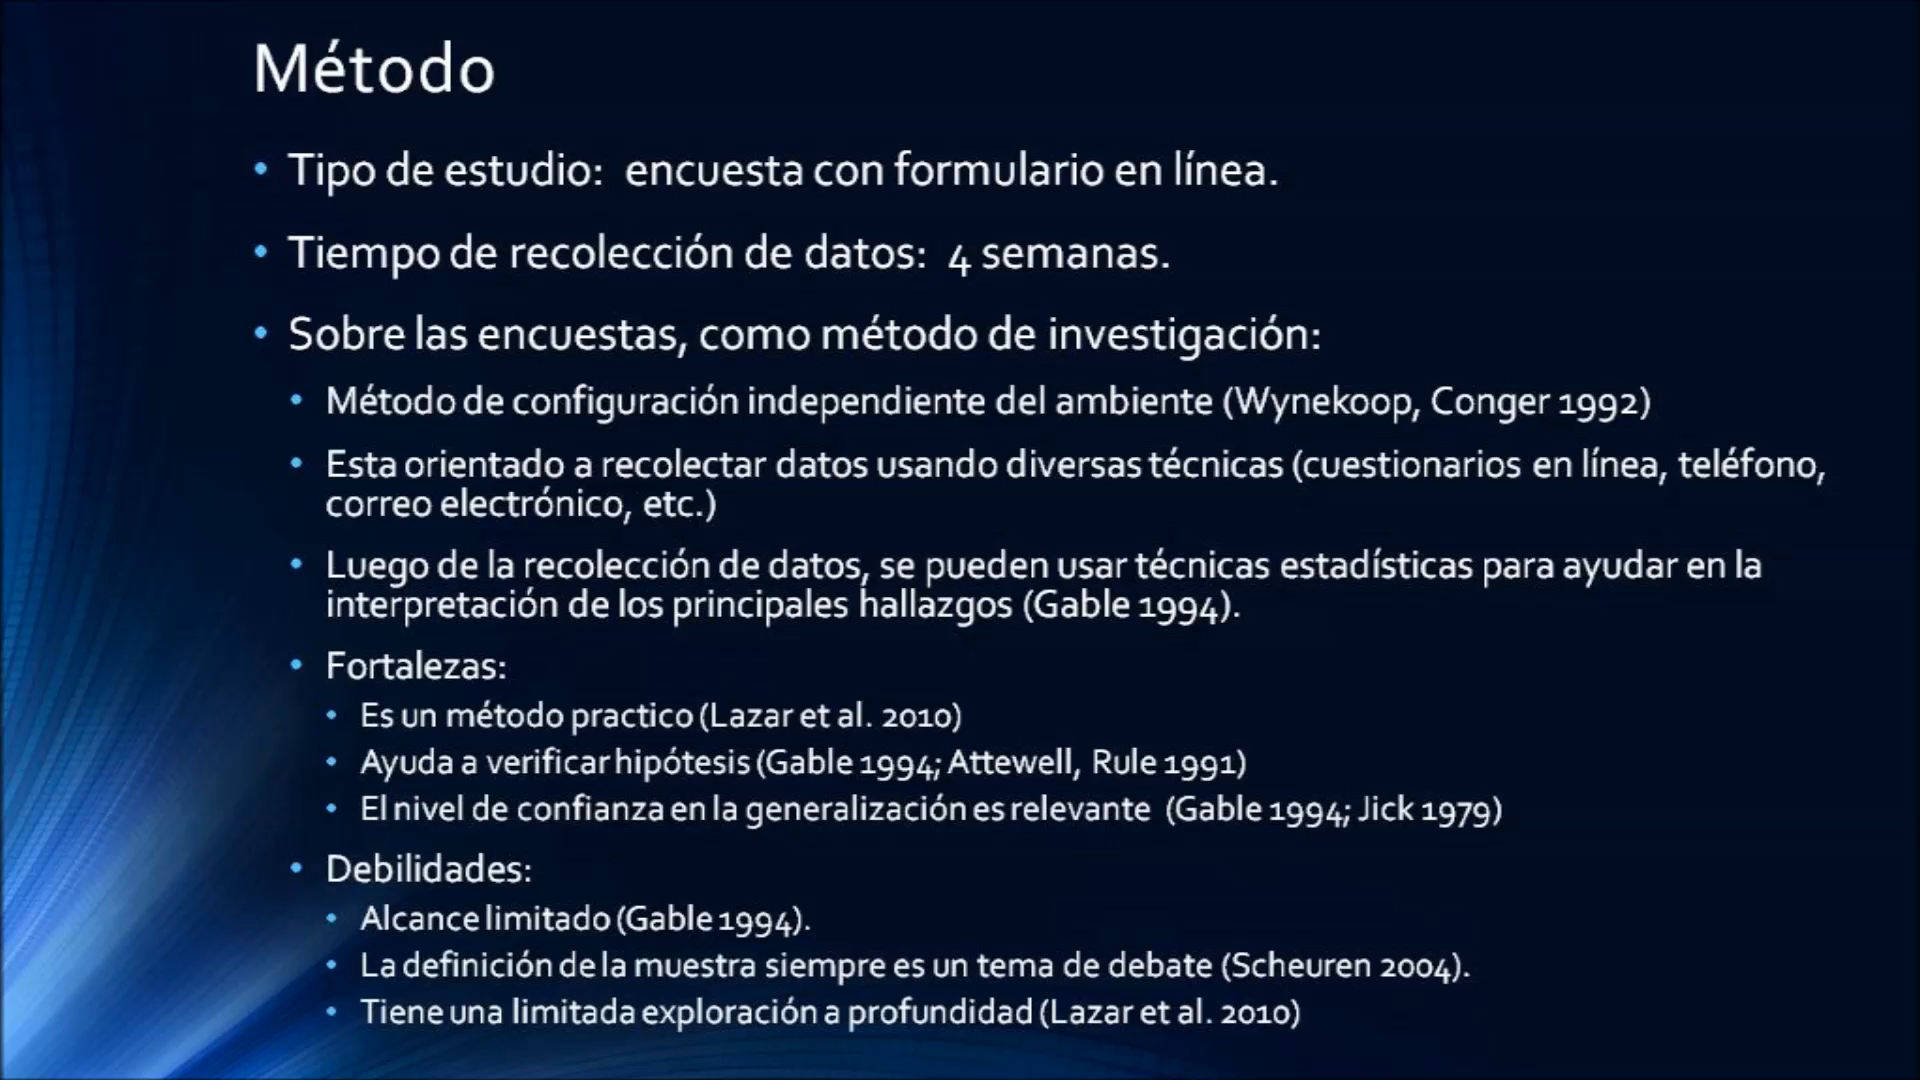 Método
• Tipo de estudio: encuesta con formulario en línea.
• Tiempo de recolección de datos: 4 semanas.
• Sobre las encuestas, como método de investigación:
• Método de configuración independiente del ambiente (Wynekoop, Conger 1992)
• Esta orientado a recolectar datos usando diversas técnicas (cuestionarios en línea, teléfono,
correo electrónico, etc.)
• Luego de la recolección de datos, se pueden usar técnicas estadísticas para ayudar en la
interpretación de los principales hallazgos (Gable 1994).
• Fortalezas:
• Es un método practico (Lazar et al. 2010)
• Ayuda a verificar hipótesis (Gable 1994; Attewell, Rule 1991)
• El nivel de confianza en la generalización es relevante (Gable 1994; Jick 1979)
• Debilidades:
• Alcance limitado (Gable 1994).
• La definición de la muestra siempre es un tema de debate (Scheuren 2004).
• Tiene una limitada exploración a profundidad (Lazar et al. 2010)